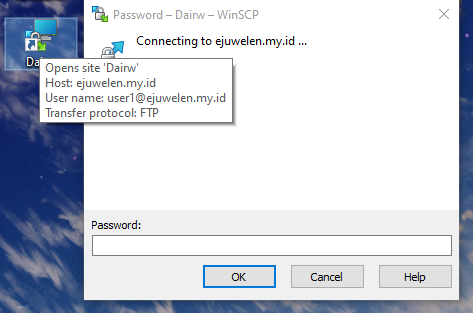 Password – Dairw – WinSCP
Connecting to ejuwelen.my.id ...
Opens site 'Dairw'
Host: ejuwelen.my.id
User name: user1@ejuwelen.my.id
Transfer protocol: FTP
Password:
OK
Cancel
Help